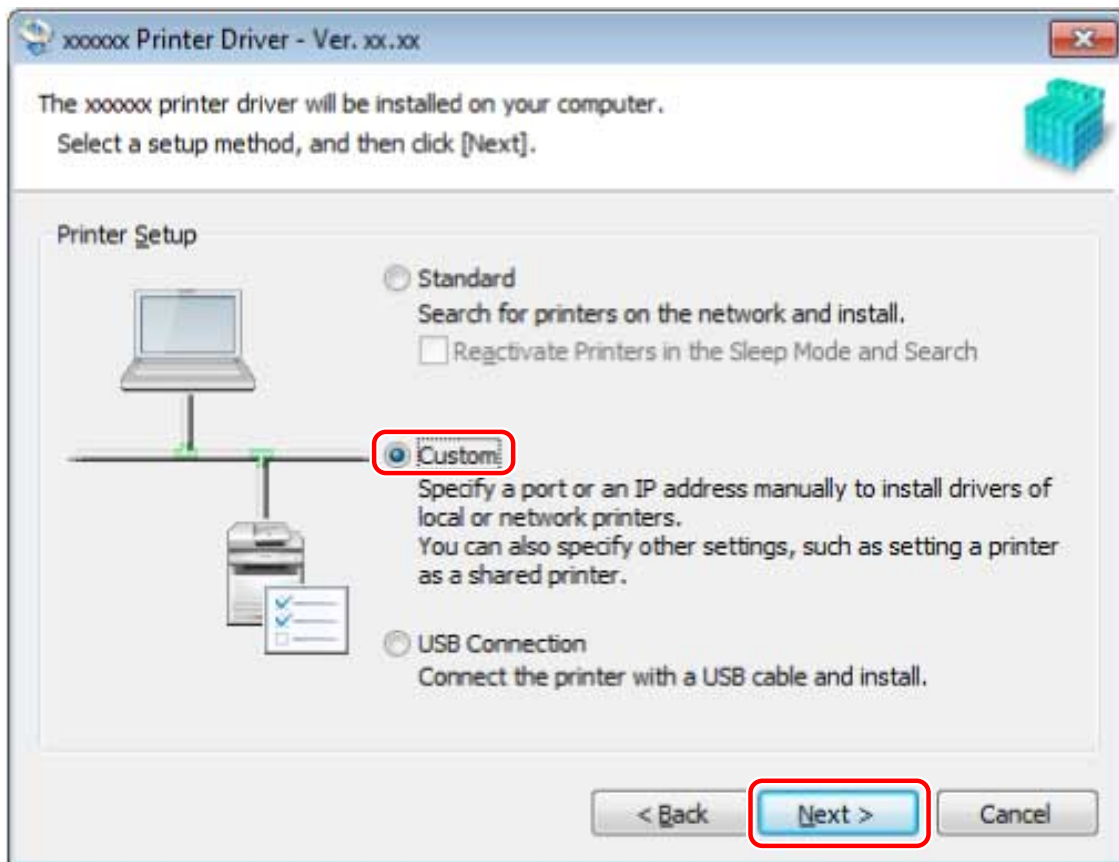 xxxxxx Printer Driver - Ver. xx.xx
The xxxxxx printer driver will be installed on your computer.
Select a setup method, and then click [Next].
Printer Setup
Standard
Search for printers on the network and install.
Reactivate Printers in the Sleep Mode and Search
Custom
Specify a port or an IP address manually to install drivers of
local or network printers.
You can also specify other settings, such as setting a printer
as a shared printer.
USB Connection
Connect the printer with a USB cable and install.
< Back
Next >
Cancel